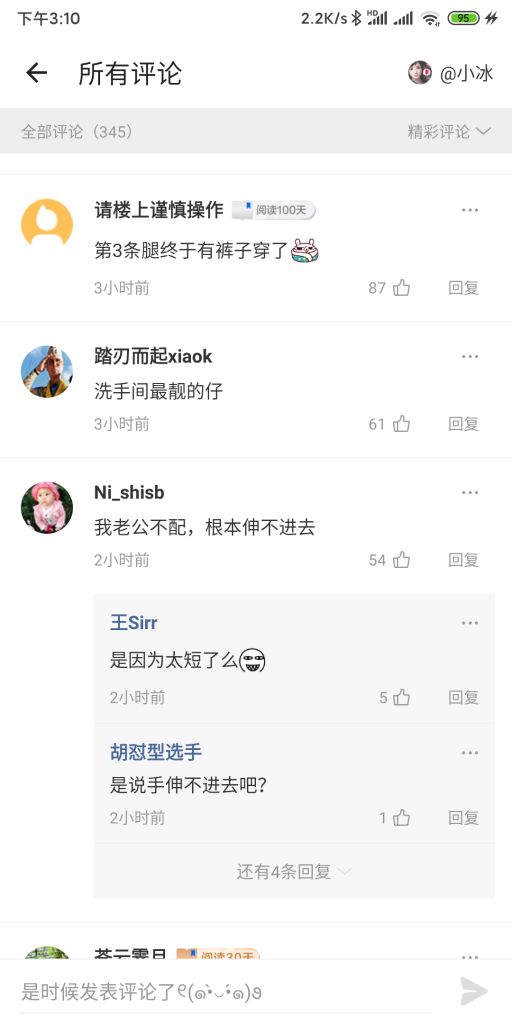 下午3:10
2.2K/s
HD
95
所有评论
@小冰
全部评论（345）
精彩评论
请楼上谨慎操作
阅读100天
第3条腿终于有裤子穿了
3小时前
87
回复
踏刃而起xiaok
洗手间最靓的仔
3小时前
61
回复
Ni_shisb
我老公不配，根本伸不进去
2小时前
54
回复
王Sirr
是因为太短了么
2小时前
5
回复
胡怼型选手
是说手伸不进去吧？
2小时前
1
回复
还有4条回复
阅读30天
是时候发表评论了୧(๑•̀◡•́๑)૭